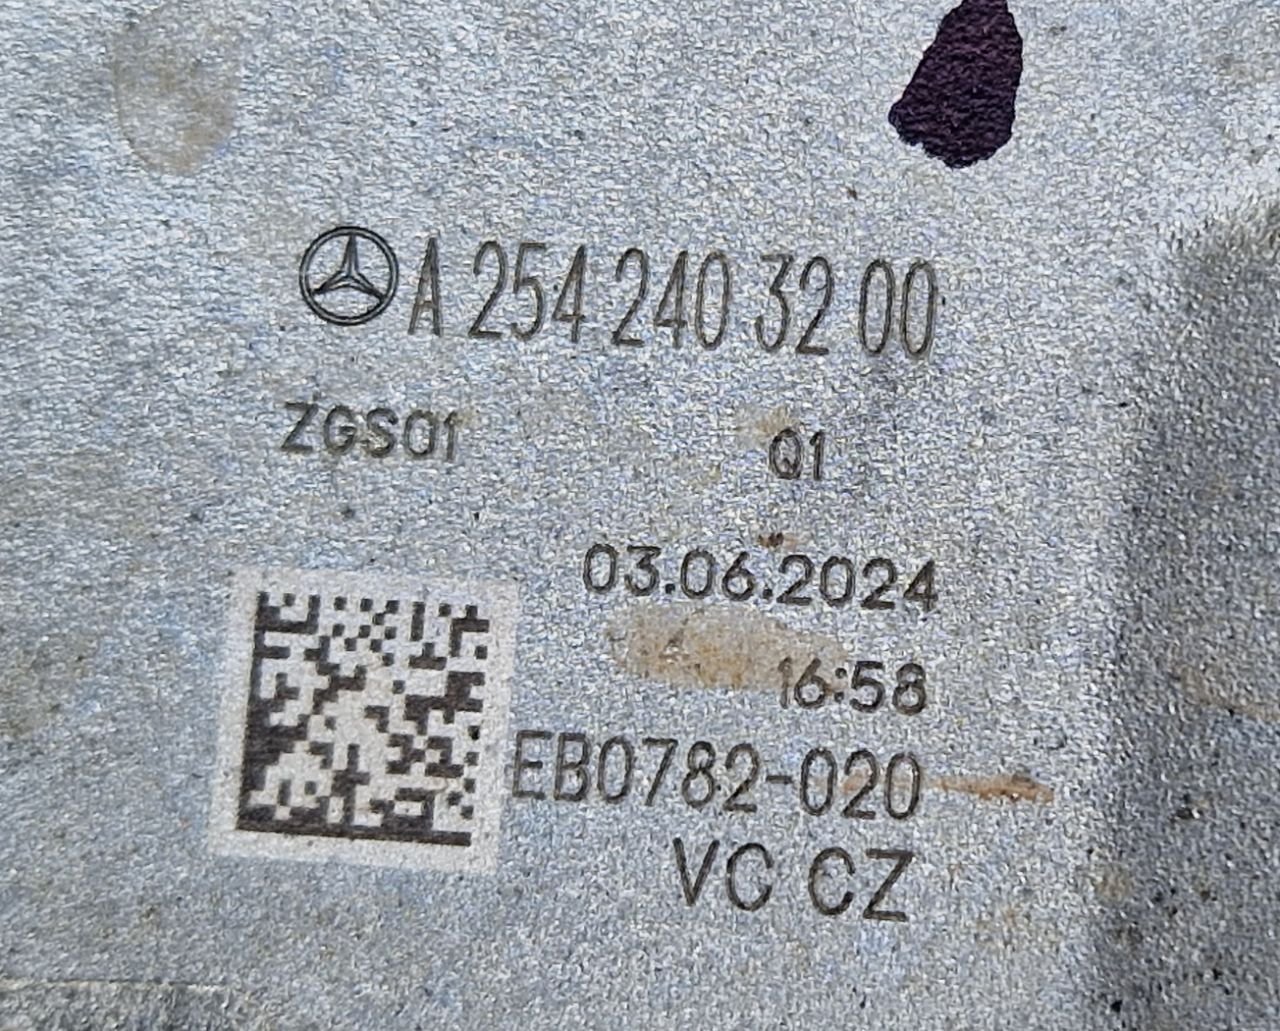 A 254 240 32 00
ZGS01 Q1
03.06.2024
16:58
EB0782-020
VC CZ